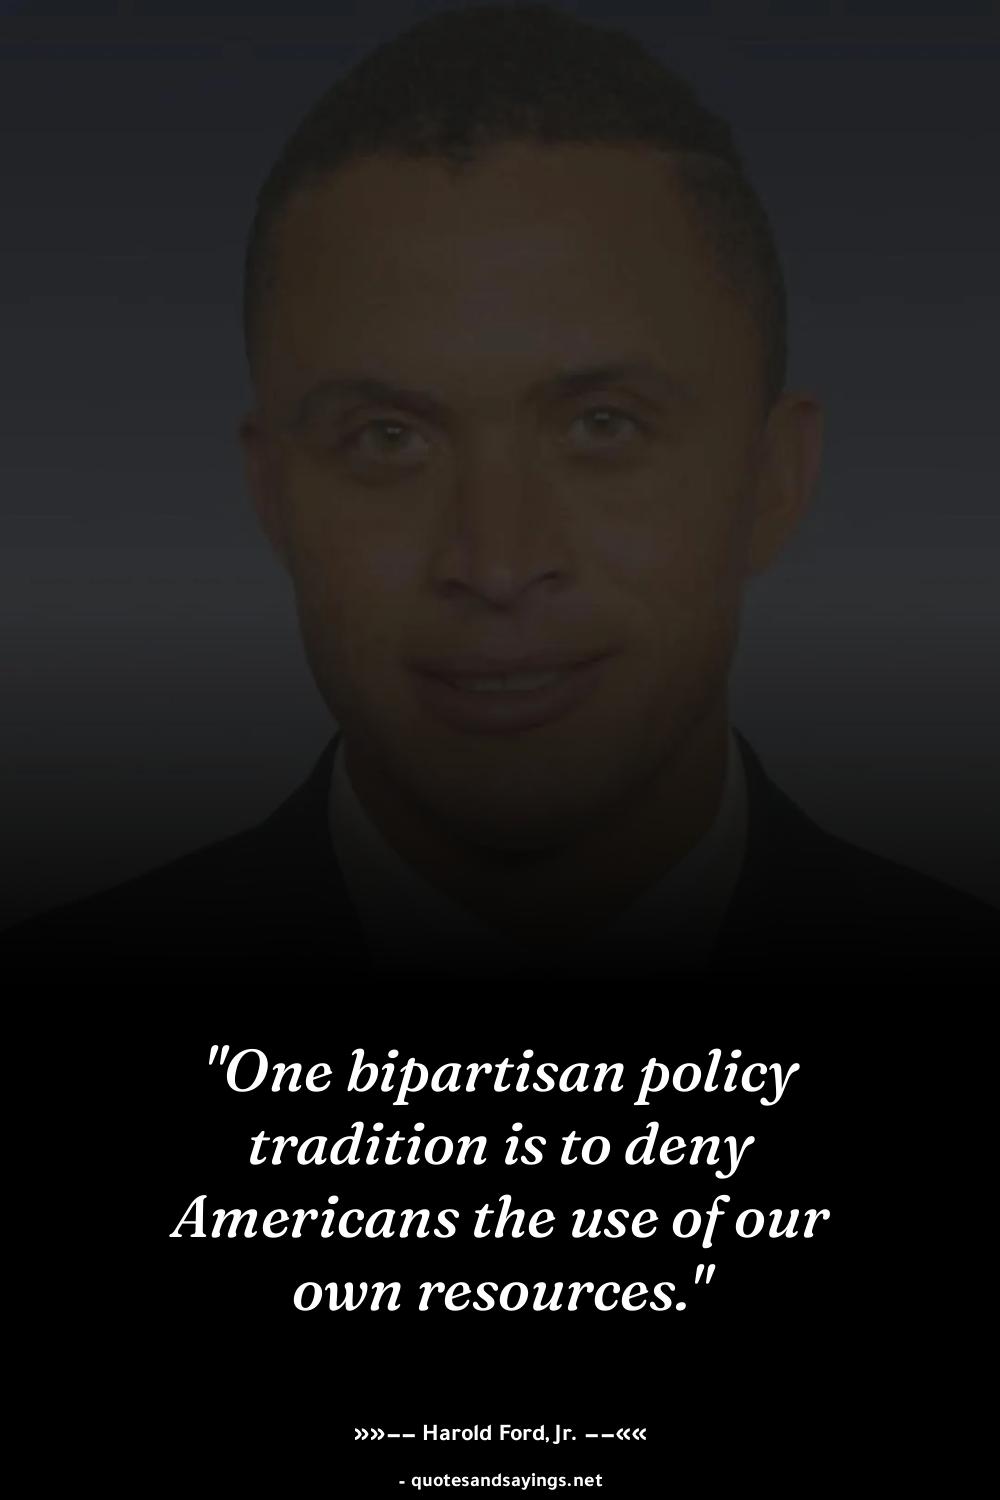 "One bipartisan policy
tradition is to deny
Americans the use of our
own resources."
»»–– Harold Ford, Jr. ––««
- quotesandsayings.net